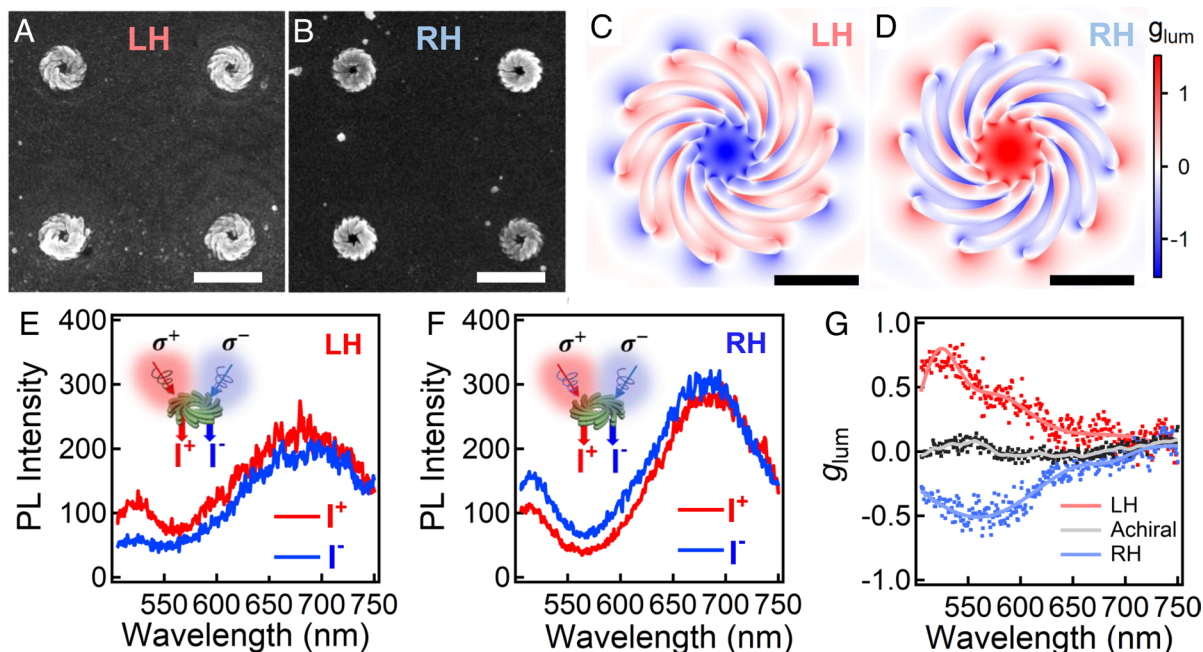 A LH
B RH
C LH
D RH
g_lum
1
0
-1
E
400
300
200
100
0
PL Intensity
σ+ σ−
LH
I+ I-
I+
I-
550 600 650 700 750
Wavelength (nm)
F
400
300
200
100
0
PL Intensity
σ+ σ−
RH
I+ I-
I+
I-
550 600 650 700 750
Wavelength (nm)
G
1.0
0.5
0.0
-0.5
-1.0
g_lum
LH
Achiral
RH
550 600 650 700 750
Wavelength (nm)